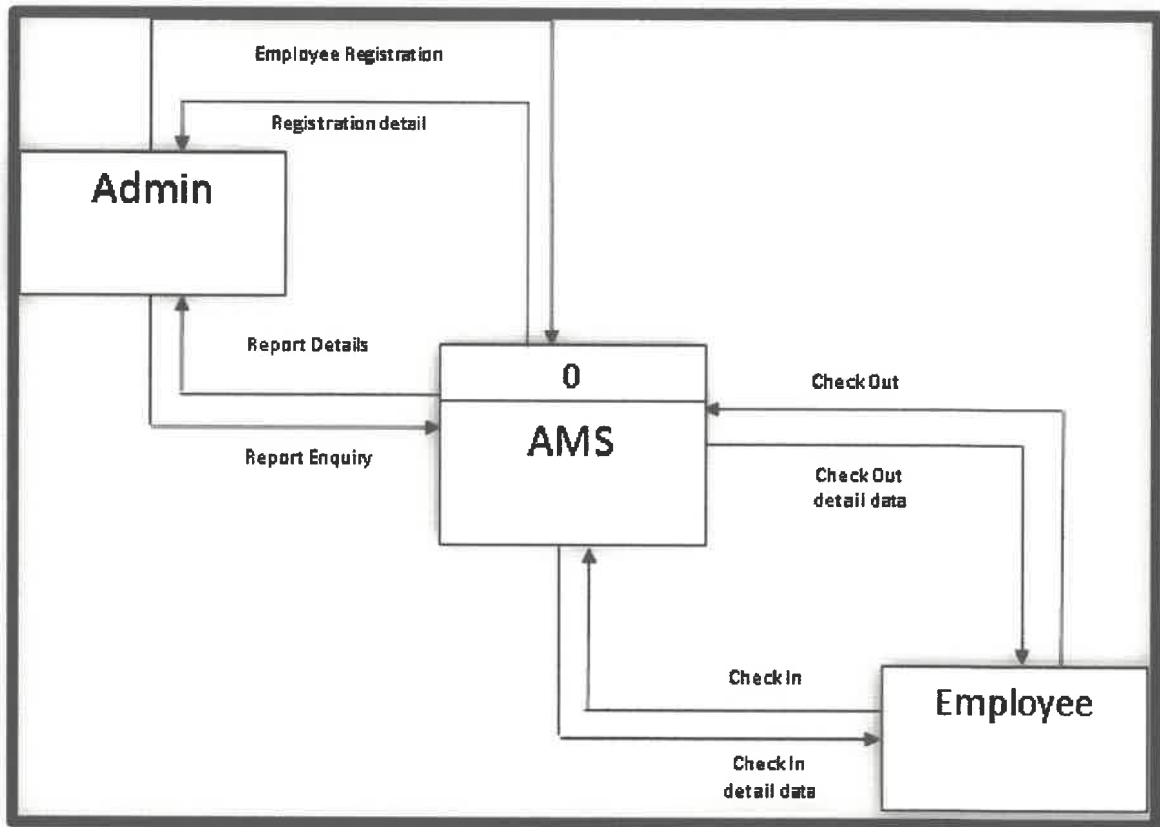 Employee Registration
Registration detail
Admin
Report Details
0
Check Out
AMS
Report Enquiry
Check Out
detail data
Check In
Employee
Check In
detail data